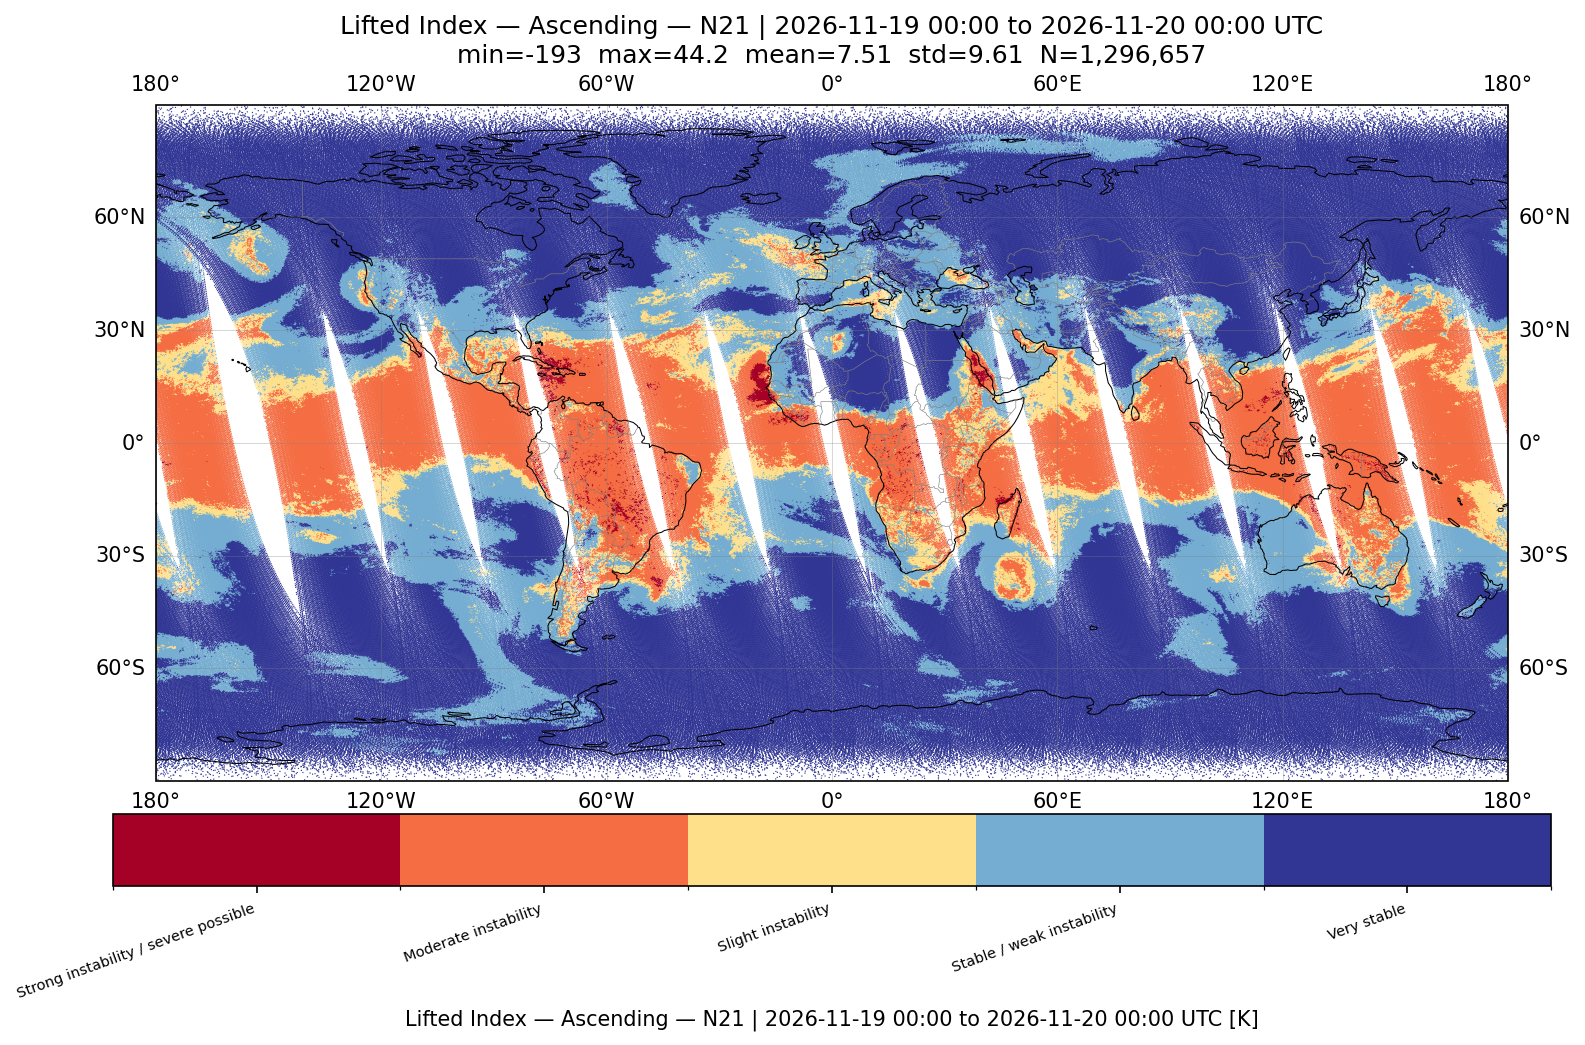 Lifted Index — Ascending — N21 | 2026-11-19 00:00 to 2026-11-20 00:00 UTC
min=-193  max=44.2  mean=7.51  std=9.61  N=1,296,657
180° 120°W 60°W 0° 60°E 120°E 180°
60°N 60°N
30°N 30°N
0° 0°
30°S 30°S
60°S 60°S
180° 120°W 60°W 0° 60°E 120°E 180°
Strong instability / severe possible
Moderate instability
Slight instability
Stable / weak instability
Very stable
Lifted Index — Ascending — N21 | 2026-11-19 00:00 to 2026-11-20 00:00 UTC [K]